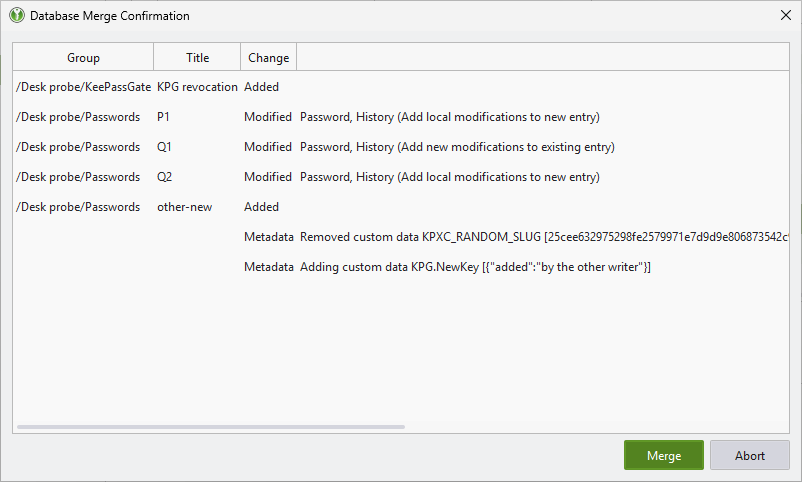 Database Merge Confirmation
Group Title Change
/Desk probe/KeePassGate KPG revocation Added
/Desk probe/Passwords P1 Modified Password, History (Add local modifications to new entry)
/Desk probe/Passwords Q1 Modified Password, History (Add new modifications to existing entry)
/Desk probe/Passwords Q2 Modified Password, History (Add local modifications to new entry)
/Desk probe/Passwords other-new Added
Metadata Removed custom data KPXC_RANDOM_SLUG [25cee632975298fe2579971e7d9d9e806873542c
Metadata Adding custom data KPG.NewKey [{"added":"by the other writer"}]
Merge Abort